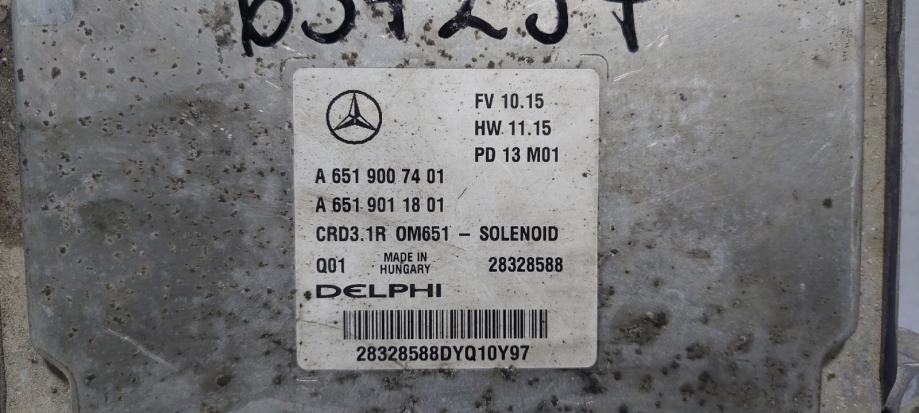 FV 10.15
HW 11.15
PD 13 M01
A 651 900 74 01
A 651 901 18 01
CRD3.1R OM651 – SOLENOID
Q01 MADE IN HUNGARY 28328588
DELPHI
28328588DYQ10Y97